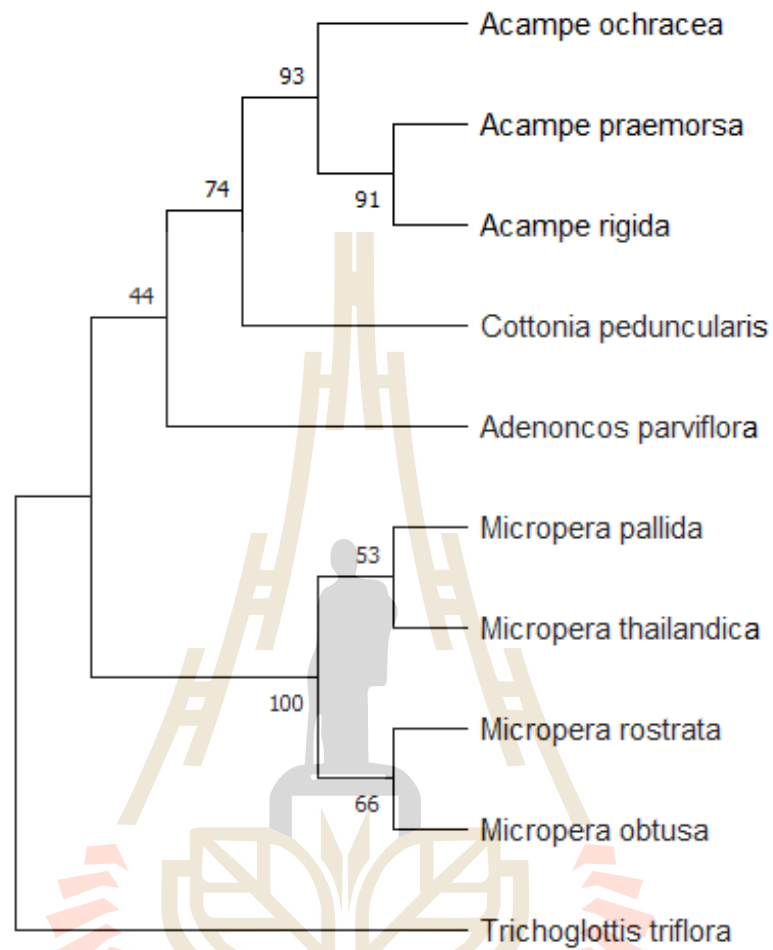 Acampe ochracea
93
Acampe praemorsa
74
91
Acampe rigida
44
Cottonia peduncularis
Adenoncos parviflora
Micropera pallida
53
Micropera thailandica
100
Micropera rostrata
66
Micropera obtusa
Trichoglottis triflora